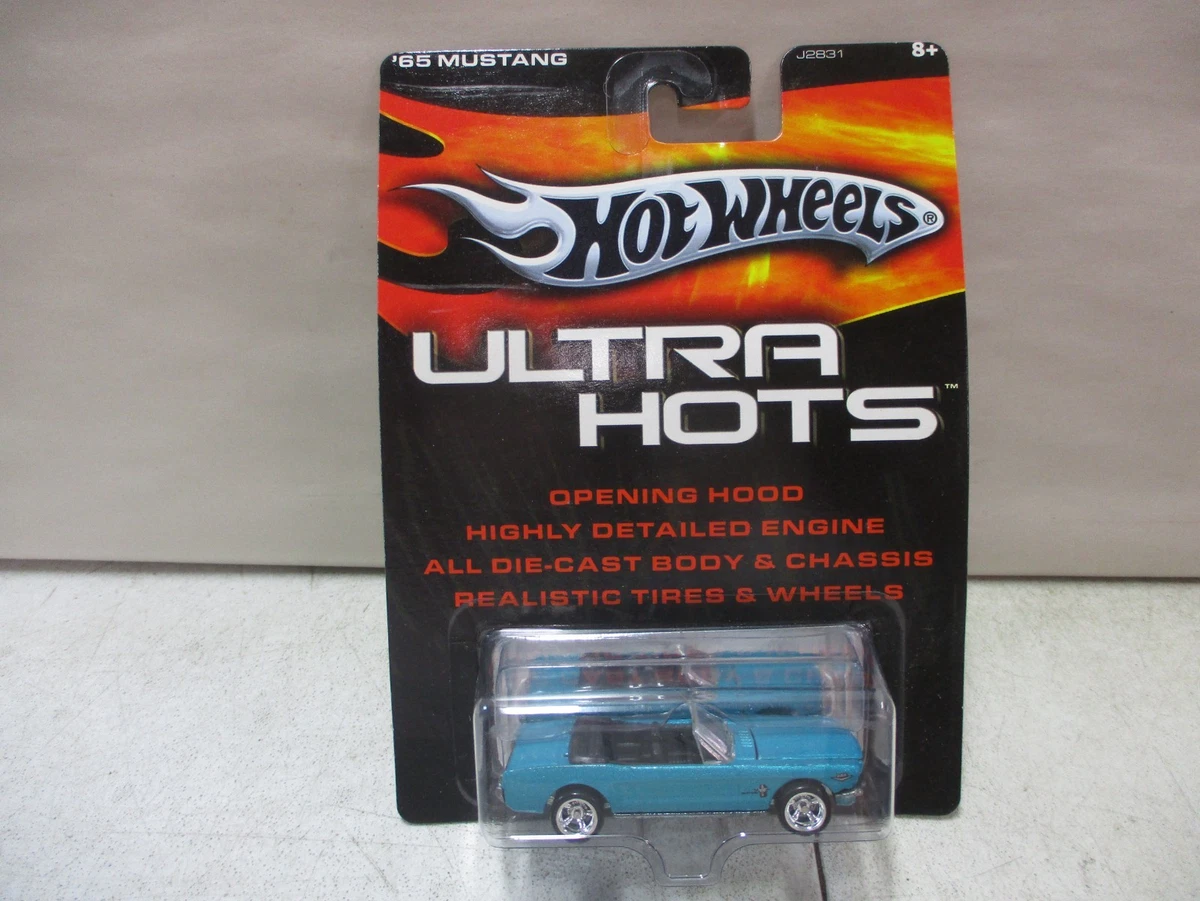 '65 MUSTANG
J2831
8+
HOT WHEELS®
ULTRA
HOTS™
OPENING HOOD
HIGHLY DETAILED ENGINE
ALL DIE-CAST BODY & CHASSIS
REALISTIC TIRES & WHEELS